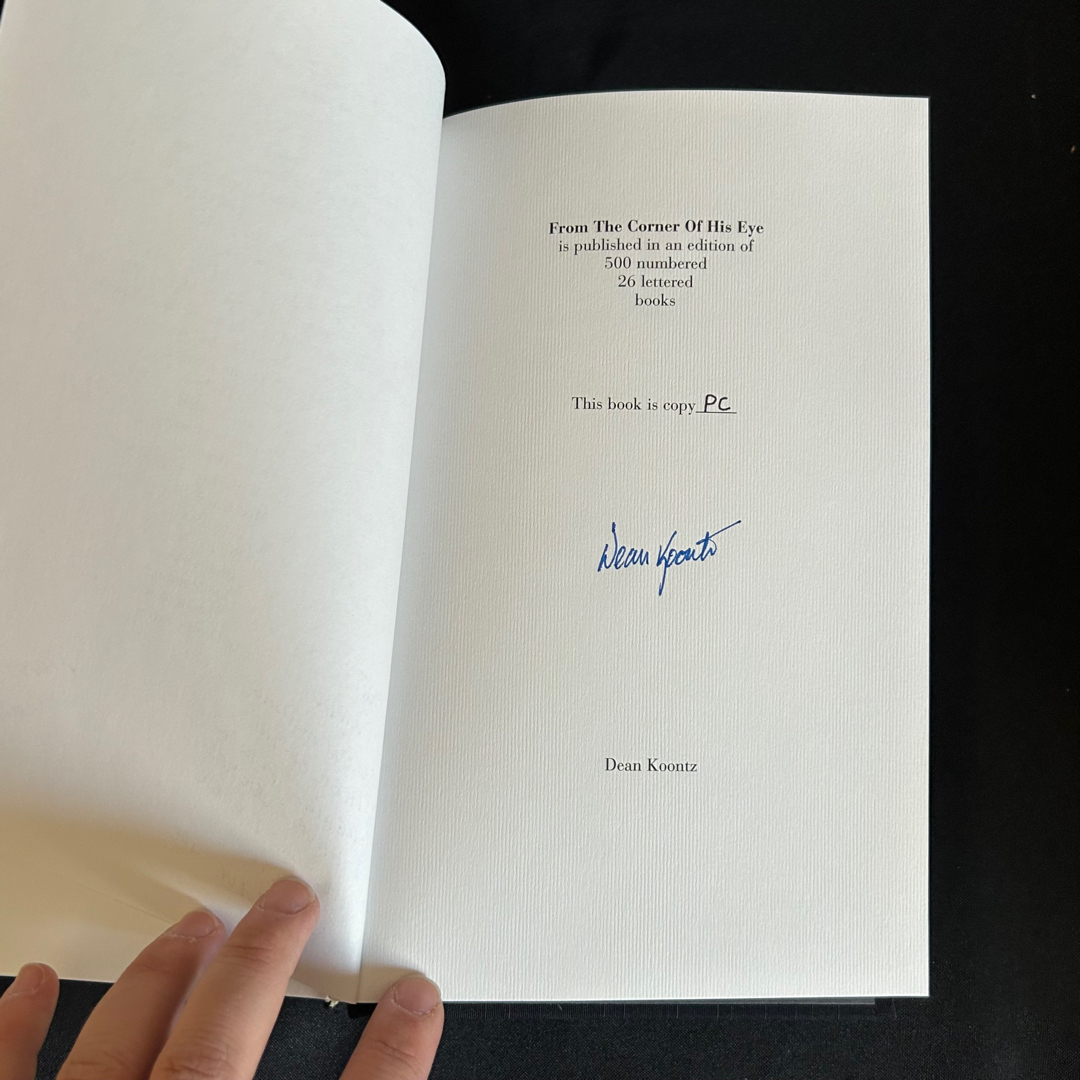 From The Corner Of His Eye
is published in an edition of
500 numbered
26 lettered
books
This book is copy PC
Dean Koontz
Dean Koontz